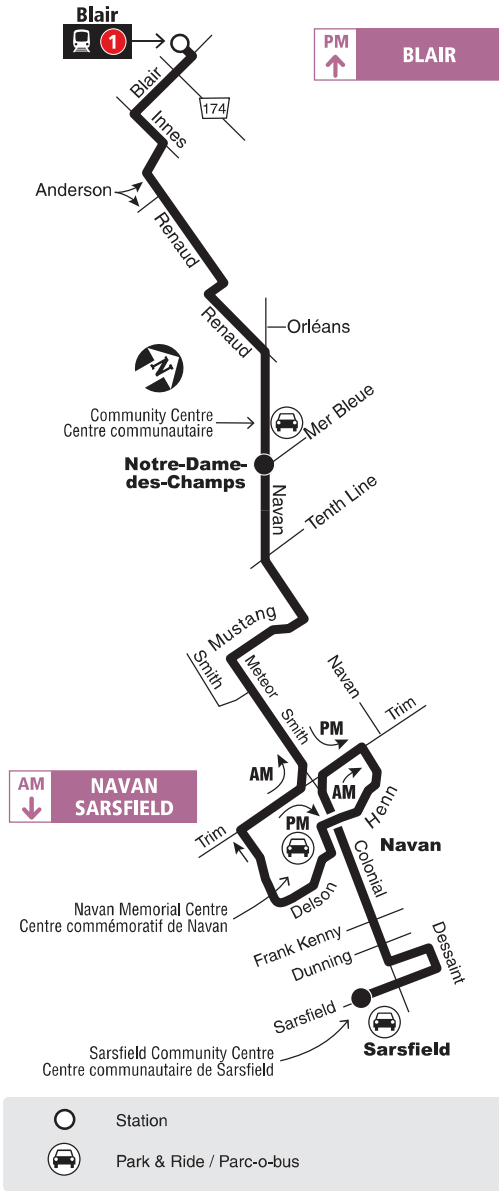 Blair
1
PM
BLAIR
Blair
174
Innes
Anderson
Renaud
Renaud
Orléans
N
Community Centre
Centre communautaire
Mer Bleue
Notre-Dame-
des-Champs
Navan
Tenth Line
Mustang
Smith
Meteor
Smith
Navan
PM
Trim
AM
AM
AM
NAVAN
SARSFIELD
PM
Henn
Trim
Navan
Colonial
Delson
Navan Memorial Centre
Centre commémoratif de Navan
Frank Kenny
Dunning
Dessaint
Sarsfield
Sarsfield
Sarsfield Community Centre
Centre communautaire de Sarsfield
Station
Park & Ride / Parc-o-bus